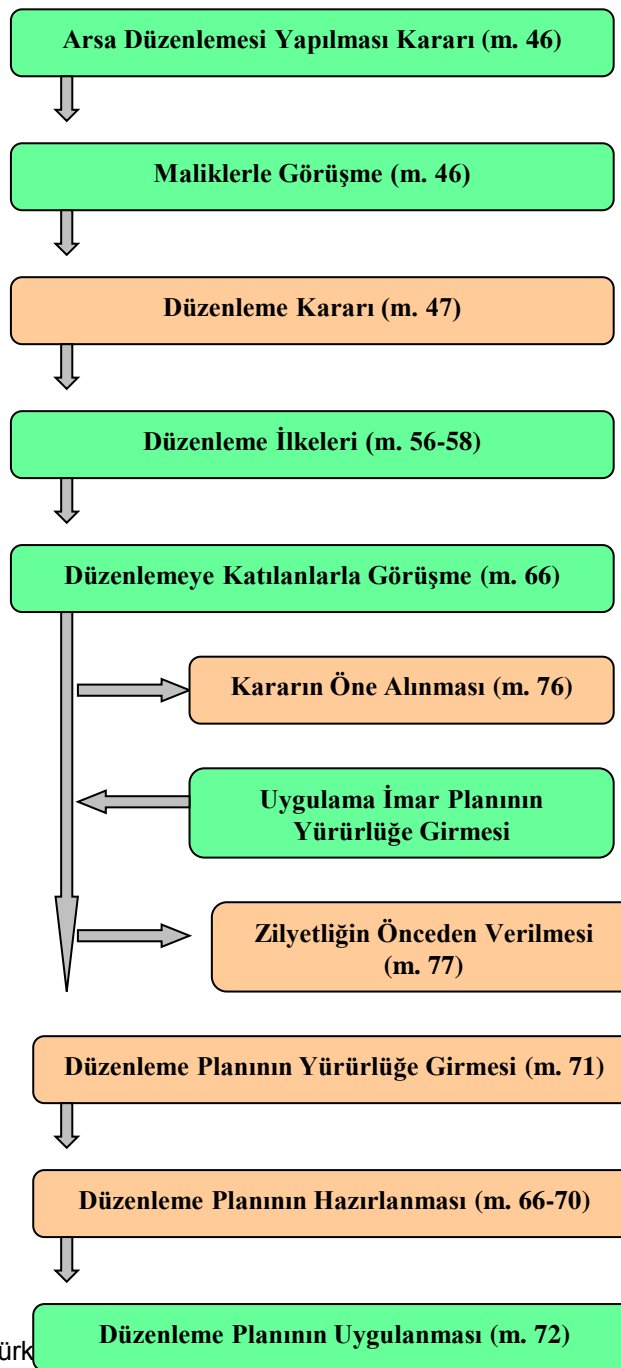 Arsa Düzenlemesi Yapılması Kararı (m. 46)
Maliklerle Görüşme (m. 46)
Düzenleme Kararı (m. 47)
Düzenleme İlkeleri (m. 56-58)
Düzenlemeye Katılanlarla Görüşme (m. 66)
Kararın Öne Alınması (m. 76)
Uygulama İmar Planının
Yürürlüğe Girmesi
Zilyetliğin Önceden Verilmesi
(m. 77)
Düzenleme Planının Yürürlüğe Girmesi (m. 71)
Düzenleme Planının Hazırlanması (m. 66-70)
Düzenleme Planının Uygulanması (m. 72)